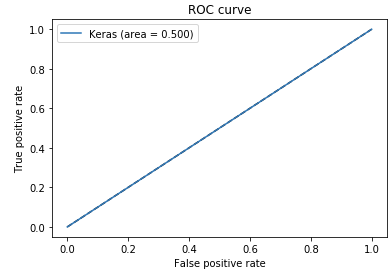 ROC curve
Keras (area = 0.500)
1.0
0.8
0.6
0.4
0.2
0.0
True positive rate
0.0 0.2 0.4 0.6 0.8 1.0
False positive rate